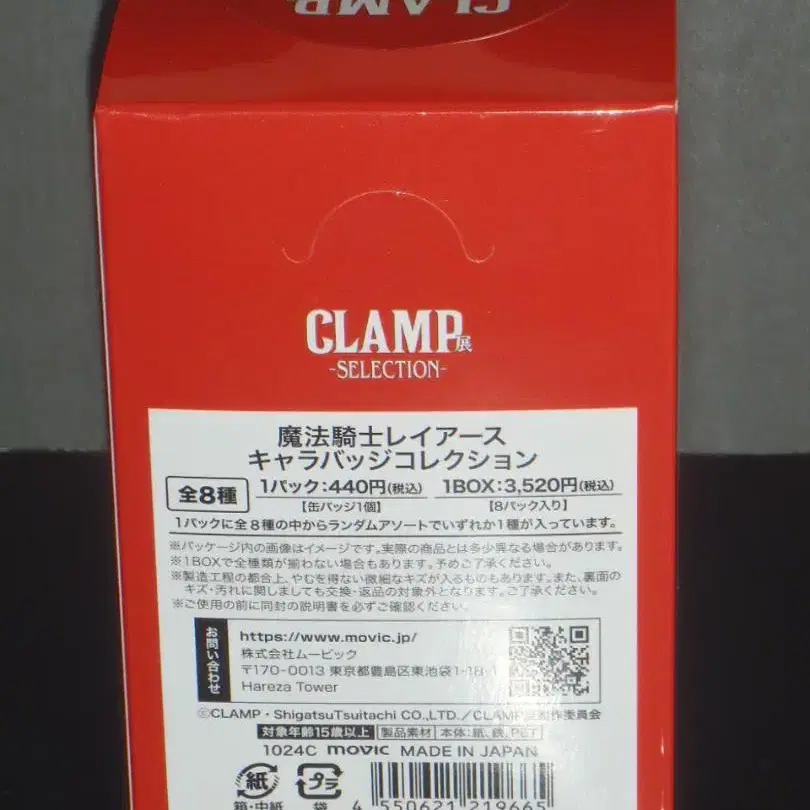 CLAMP
CLAMP展
-SELECTION-
魔法騎士レイアース
キャラバッジコレクション
全8種
1パック:440円(税込) 1BOX:3,520円(税込)
【缶バッジ1個】 【8パック入り】
1パックに全8種の中からランダムアソートでいずれか1種が入っています。
※パッケージ内の画像はイメージです。実際の商品とは多少異なる場合があります。
※1BOXで全種類が揃わない場合もあります。予めご了承ください。
※製造工程の都合上、やむを得ない微細なキズが入るものもあります。また、裏面の
キズ・汚れに関しましても交換・返品の対象外となります。ご了承ください。
※ご使用の前に同封の説明書を必ずご確認ください。
お問い合わせ
https://www.movic.jp/
株式会社ムービック
〒170-0013 東京都豊島区東池袋1-18-1
Hareza Tower
©CLAMP・ShigatsuTsuitachi CO.,LTD./CLAMP展製作委員会
対象年齢15歳以上 製品素材 本体:紙、鉄、PET
1024C movic MADE IN JAPAN
紙 プラ
箱・中紙 袋
4 550621 219665